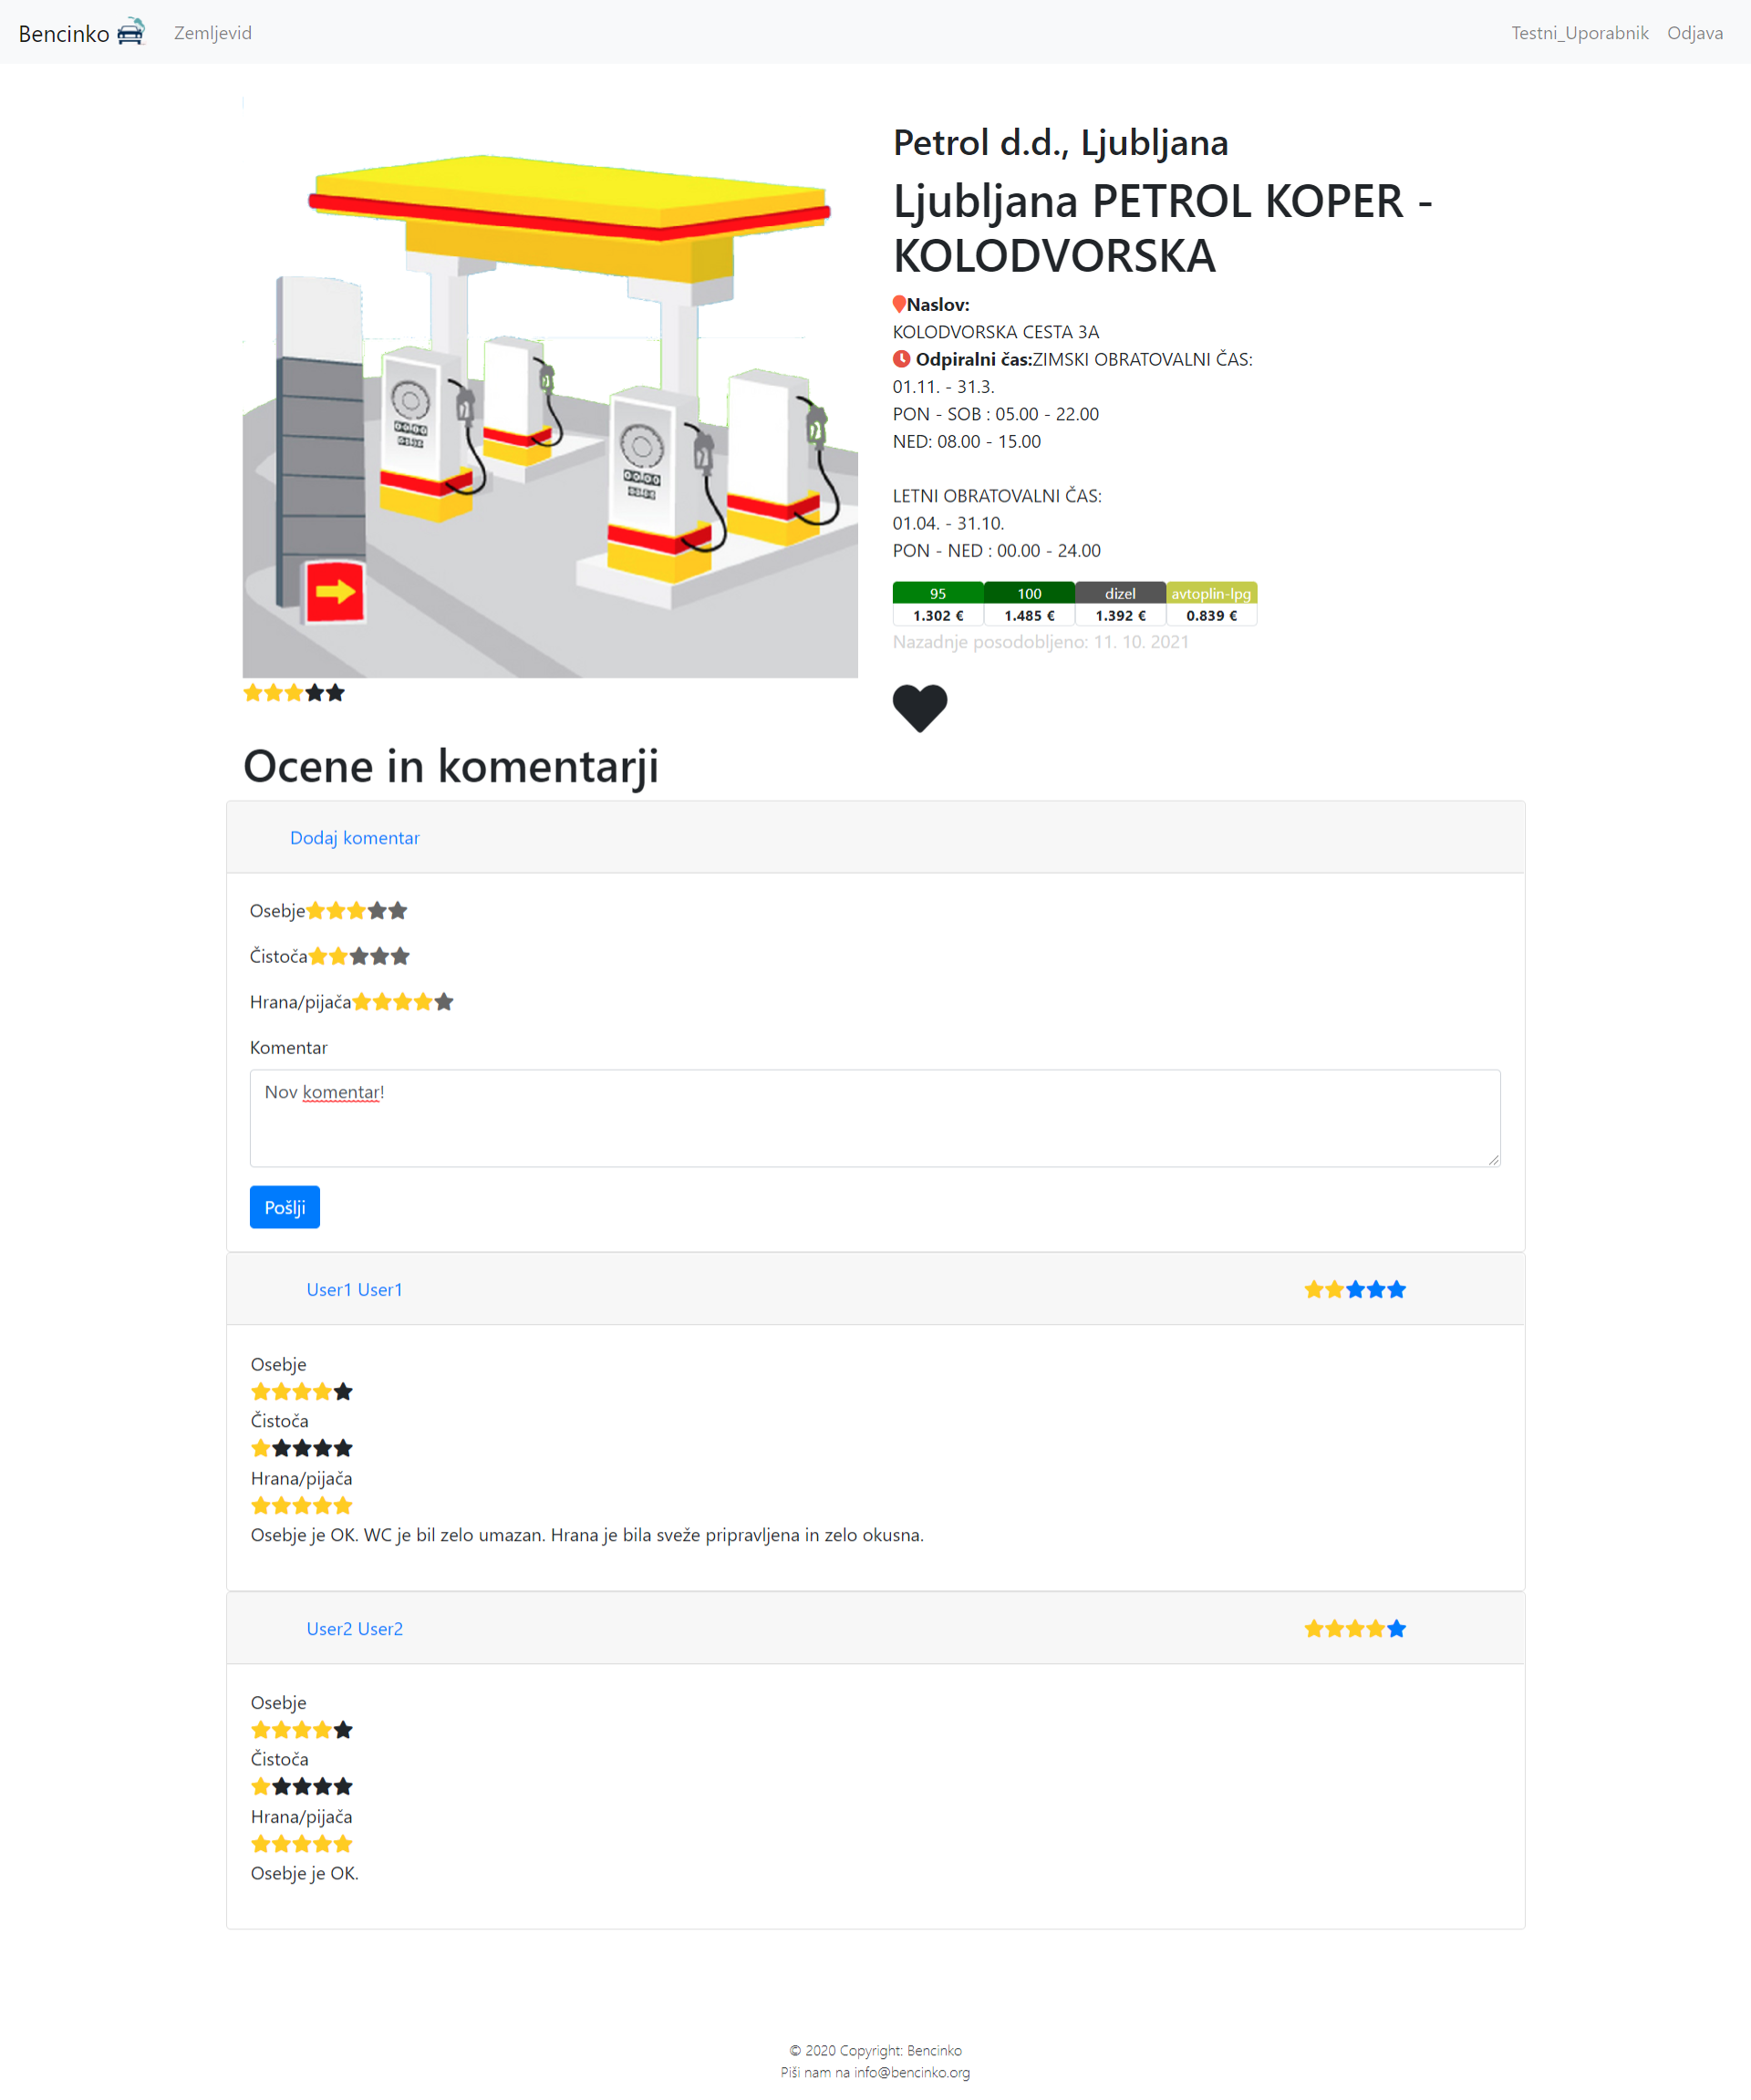 Bencinko Zemljevid Testni_Uporabnik Odjava
Petrol d.d., Ljubljana
Ljubljana PETROL KOPER -
KOLODVORSKA
Naslov:
KOLODVORSKA CESTA 3A
Odpiralni čas:ZIMSKI OBRATOVALNI ČAS:
01.11. - 31.3.
PON - SOB : 05.00 - 22.00
NED: 08.00 - 15.00
LETNI OBRATOVALNI ČAS:
01.04. - 31.10.
PON - NED : 00.00 - 24.00
95 100 dizel avtoplin-lpg
1.302 € 1.485 € 1.392 € 0.839 €
Nazadnje posodobljeno: 11. 10. 2021
Ocene in komentarji
Dodaj komentar
Osebje
Čistoča
Hrana/pijača
Komentar
Nov komentar!
Pošlji
User1 User1
Osebje
Čistoča
Hrana/pijača
Osebje je OK. WC je bil zelo umazan. Hrana je bila sveže pripravljena in zelo okusna.
User2 User2
Osebje
Čistoča
Hrana/pijača
Osebje je OK.
© 2020 Copyright: Bencinko
Piši nam na info@bencinko.org